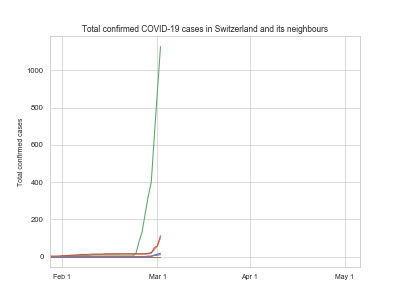 Total confirmed COVID-19 cases in Switzerland and its neighbours
Total confirmed cases
1000
800
600
400
200
0
Feb 1
Mar 1
Apr 1
May 1